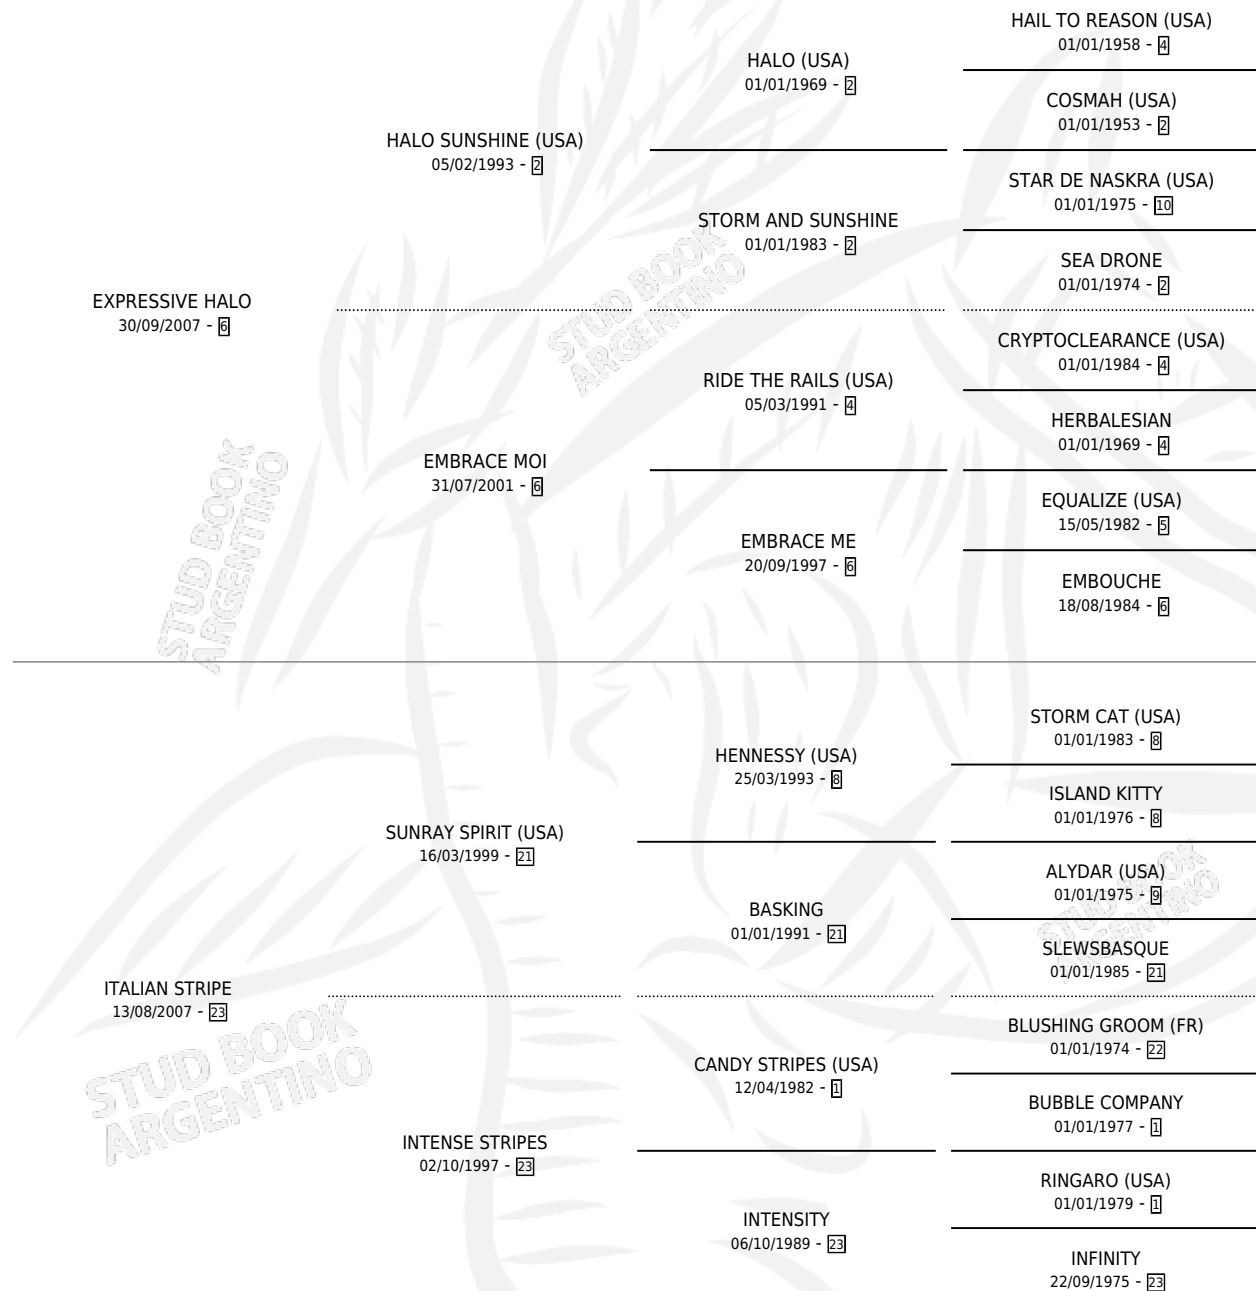 HAIL TO REASON (USA)
01/01/1958 - 4
HALO (USA)
01/01/1969 - 2
COSMAH (USA)
01/01/1953 - 2
HALO SUNSHINE (USA)
05/02/1993 - 2
STAR DE NASKRA (USA)
01/01/1975 - 10
STORM AND SUNSHINE
01/01/1983 - 2
SEA DRONE
01/01/1974 - 2
EXPRESSIVE HALO
30/09/2007 - 6
CRYPTOCLEARANCE (USA)
01/01/1984 - 4
RIDE THE RAILS (USA)
05/03/1991 - 4
HERBALESIAN
01/01/1969 - 4
EMBRACE MOI
31/07/2001 - 6
EQUALIZE (USA)
15/05/1982 - 5
EMBRACE ME
20/09/1997 - 6
EMBOUCHE
18/08/1984 - 6
STUD BOOK
ARGENTINO
STUD BOOK
ARGENTINO
STORM CAT (USA)
01/01/1983 - 8
HENNESSY (USA)
25/03/1993 - 8
ISLAND KITTY
01/01/1976 - 8
SUNRAY SPIRIT (USA)
16/03/1999 - 21
ALYDAR (USA)
01/01/1975 - 9
BASKING
01/01/1991 - 21
SLEWSBASQUE
01/01/1985 - 21
ITALIAN STRIPE
13/08/2007 - 23
BLUSHING GROOM (FR)
01/01/1974 - 22
CANDY STRIPES (USA)
12/04/1982 - 1
BUBBLE COMPANY
01/01/1977 - 1
INTENSE STRIPES
02/10/1997 - 23
RINGARO (USA)
01/01/1979 - 1
INTENSITY
06/10/1989 - 23
INFINITY
22/09/1975 - 23
STUD BOOK
ARGENTINO
STUD BOOK
ARGENTINO